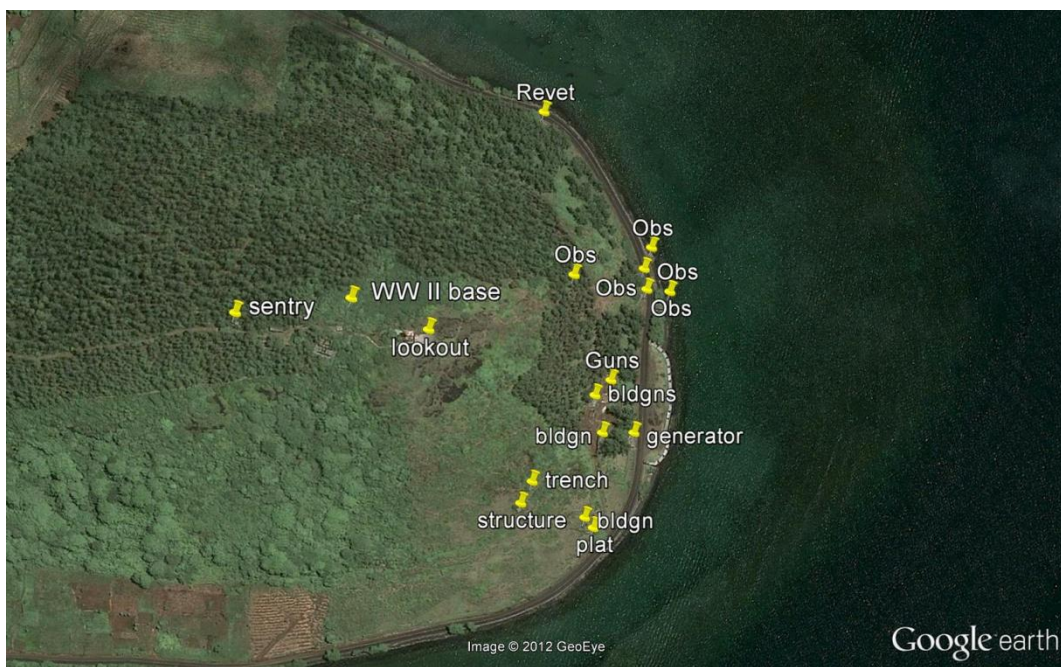 Revet
Obs
Obs
Obs
Obs
Obs
WW II base
sentry
lookout
Guns
bldgns
bldgn
generator
trench
structure
bldgn
plat
Image © 2012 GeoEye
Google earth